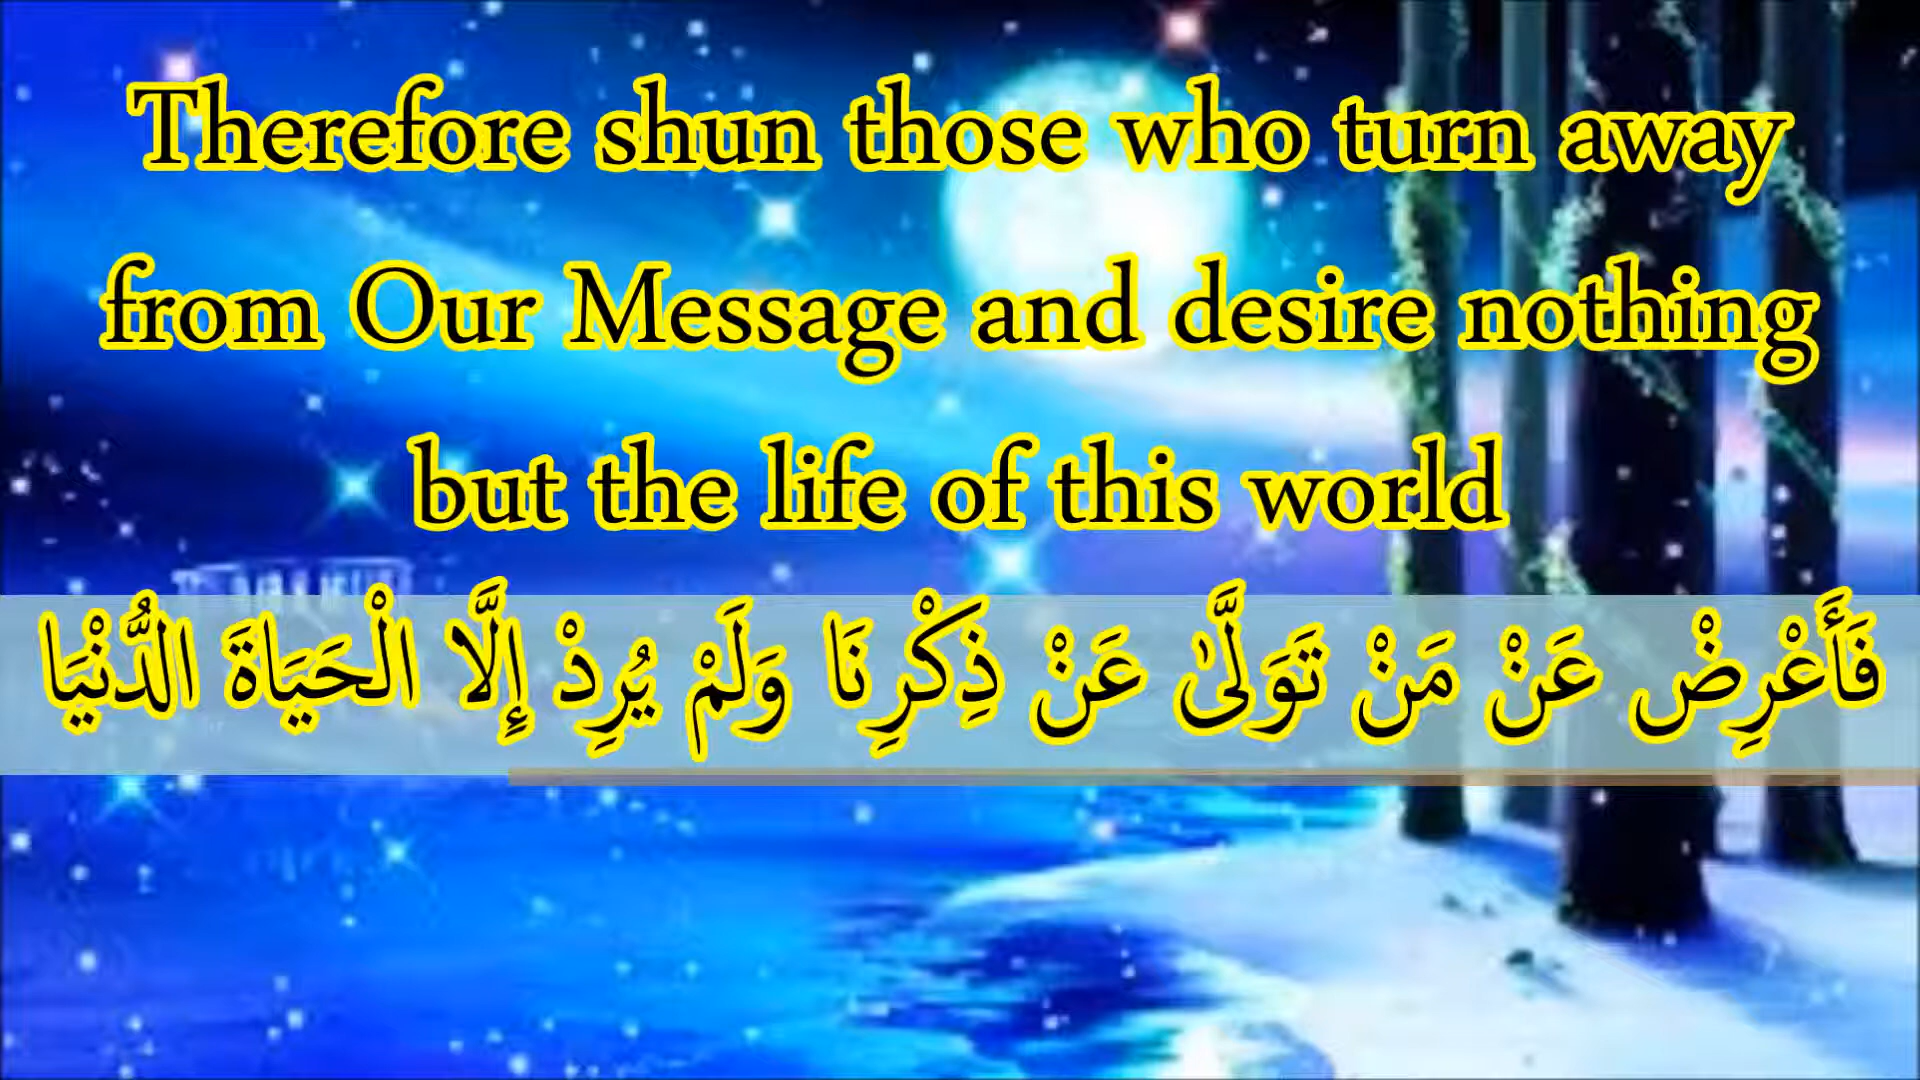 Therefore shun those who turn away
from Our Message and desire nothing
but the life of this world
فَأَعْرِضْ عَنْ مَنْ تَوَلَّىٰ عَنْ ذِكْرِنَا وَلَمْ يُرِدْ إِلَّا الْحَيَاةَ الدُّنْيَا